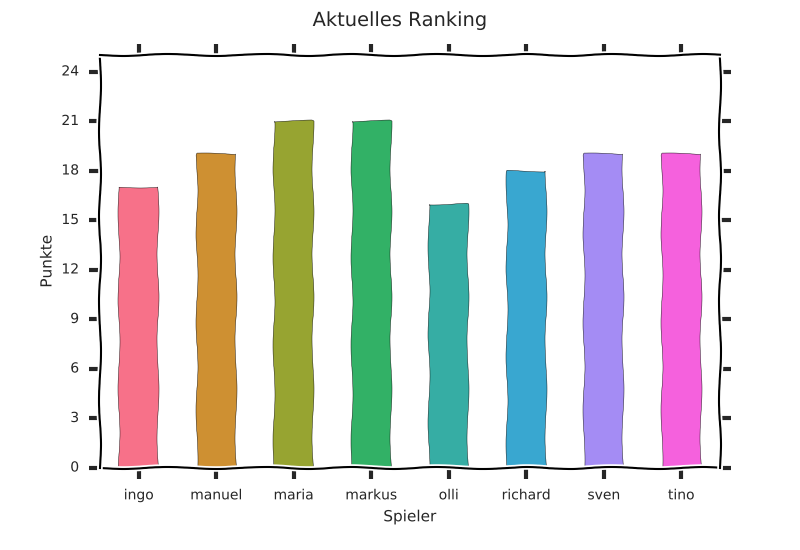 Aktuelles Ranking
24
21
18
15
12
9
6
3
0
Punkte
ingo manuel maria markus olli richard sven tino
Spieler